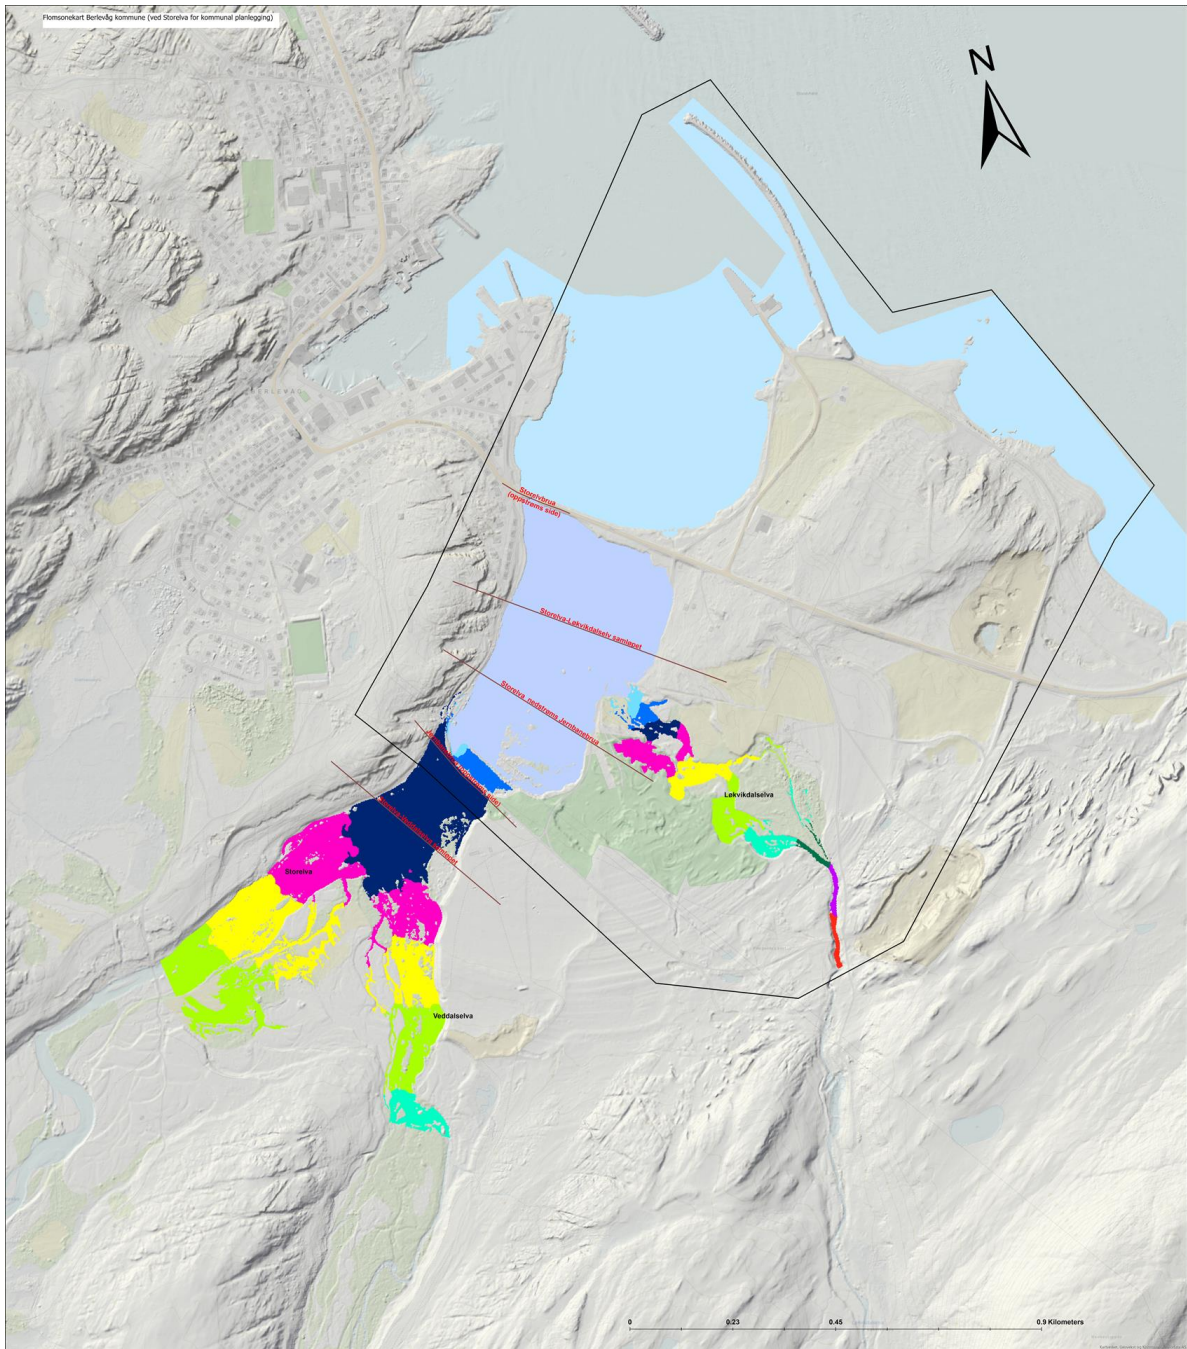 Flomsonekart Berlevåg kommune (ved Storelva for kommunal planlegging)
N
Storelvbrua
(oppstrøms side)
Storelva-Løkvikdalselv samløpet
Storelva nedstrøms Jernbanebrua
Løkvikdalselva
Storelva
Veddalselva
0
0.23
0.45
0.9 Kilometers